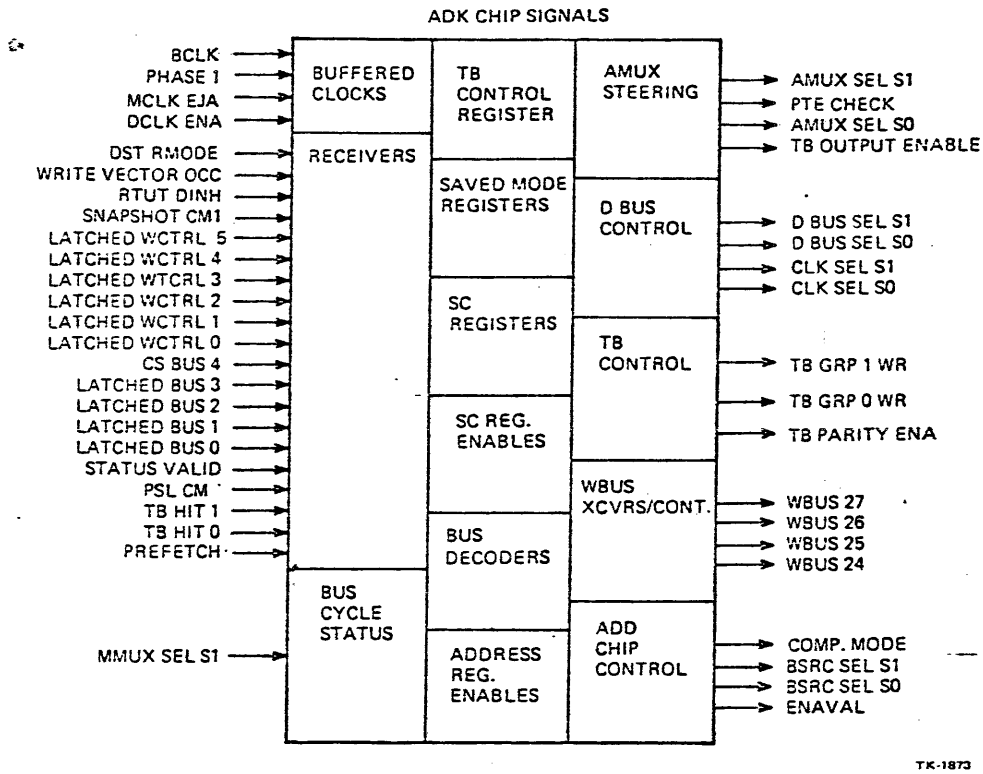 ADK CHIP SIGNALS
BCLK
PHASE 1
MCLK EJA
DCLK ENA
DST RMODE
WRITE VECTOR OCC
RTUT DINH
SNAPSHOT CM1
LATCHED WCTRL 5
LATCHED WCTRL 4
LATCHED WTCRL 3
LATCHED WCTRL 2
LATCHED WCTRL 1
LATCHED WCTRL 0
CS BUS 4
LATCHED BUS 3
LATCHED BUS 2
LATCHED BUS 1
LATCHED BUS 0
STATUS VALID
PSL CM
TB HIT 1
TB HIT 0
PREFETCH
MMUX SEL S1
BUFFERED
CLOCKS
RECEIVERS
BUS
CYCLE
STATUS
TB
CONTROL
REGISTER
SAVED MODE
REGISTERS
SC
REGISTERS
SC REG.
ENABLES
BUS
DECODERS
ADDRESS
REG.
ENABLES
AMUX
STEERING
D BUS
CONTROL
TB
CONTROL
WBUS
XCVRS/CONT.
ADD
CHIP
CONTROL
AMUX SEL S1
PTE CHECK
AMUX SEL S0
TB OUTPUT ENABLE
D BUS SEL S1
D BUS SEL S0
CLK SEL S1
CLK SEL S0
TB GRP 1 WR
TB GRP 0 WR
TB PARITY ENA
WBUS 27
WBUS 26
WBUS 25
WBUS 24
COMP. MODE
BSRC SEL S1
BSRC SEL S0
ENAVAL
TK-1873